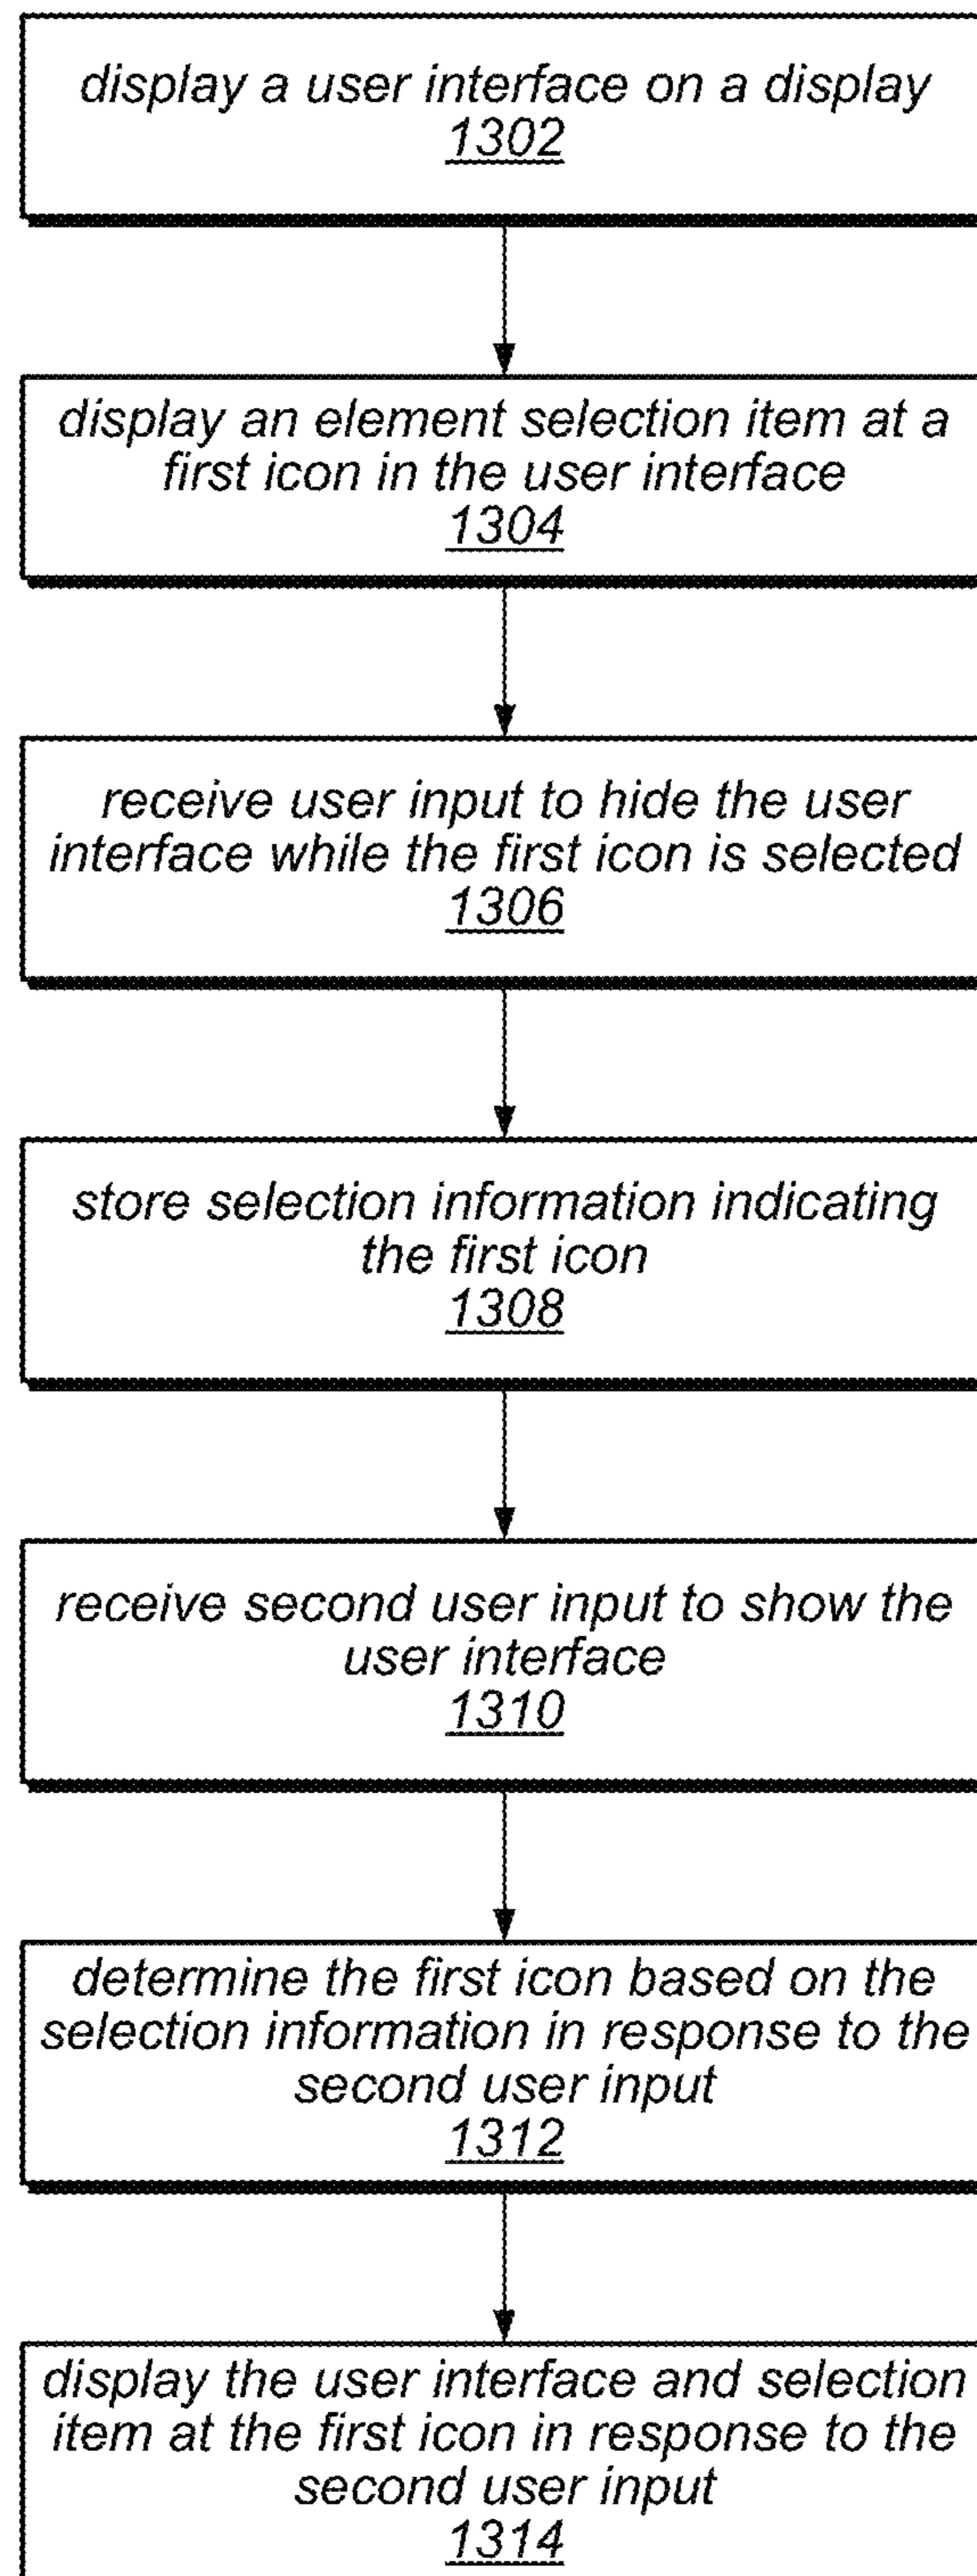 display a user interface on a display
1302
display an element selection item at a
first icon in the user interface
1304
receive user input to hide the user
interface while the first icon is selected
1306
store selection information indicating
the first icon
1308
receive second user input to show the
user interface
1310
determine the first icon based on the
selection information in response to the
second user input
1312
display the user interface and selection
item at the first icon in response to the
second user input
1314